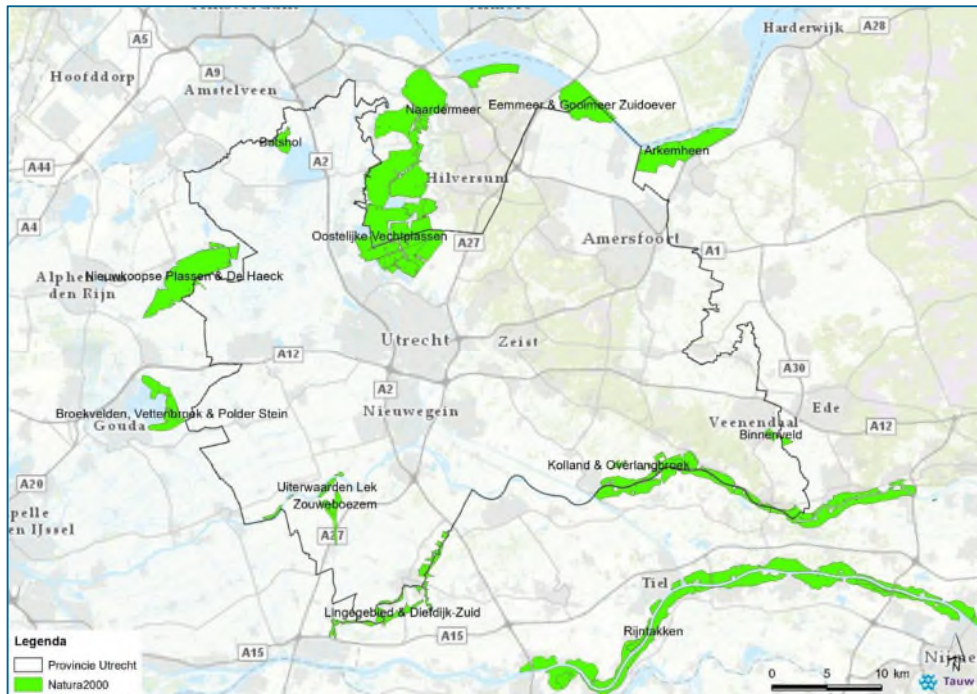 Harderwijk
A28
A5
Hoofddorp
A9
Amstelveen
Naardermeer
Eemmeer & Gooimeer Zuidoever
Botshol
Arkemheen
A44
A2
Hilversum
A4
Oostelijke Vechtplassen
A27
Amersfoort
A1
Nieuwkoopse Plassen & De Haeck
Alphen aan
den Rijn
Utrecht
Zeist
A12
A30
A2
Nieuwegein
Broekvelden, Vettenbroek & Polder Stein
Gouda
Veenendaal
Ede
A12
Binnenveld
Kolland & Overlangbroek
A20
Uiterwaarden Lek
Zouweboezem
pelle
en IJssel
A27
Tiel
Lingegebied & Diefdijk-Zuid
A15
Rijntakken
A15
Legenda
Provincie Utrecht
Natura2000
0 5 10 km
N
Nijme
Tauw